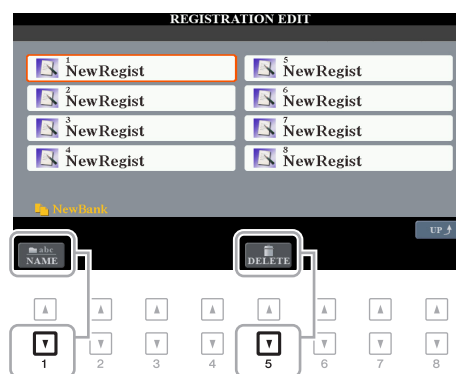 REGISTRATION EDIT
1 NewRegist
5 NewRegist
2 NewRegist
6 NewRegist
3 NewRegist
7 NewRegist
4 NewRegist
8 NewRegist
NewBank
UP
abc
NAME
DELETE
1 2 3 4 5 6 7 8